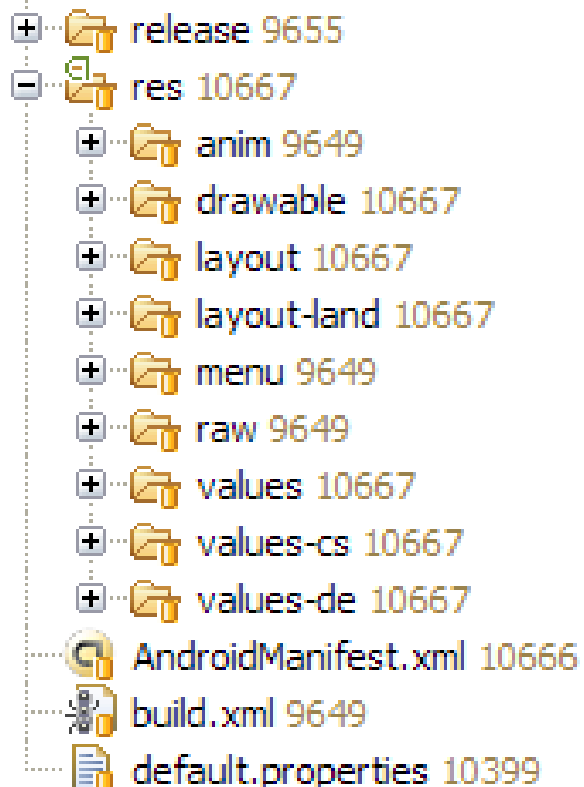 release 9655
res 10667
anim 9649
drawable 10667
layout 10667
layout-land 10667
menu 9649
raw 9649
values 10667
values-cs 10667
values-de 10667
AndroidManifest.xml 10666
build.xml 9649
default.properties 10399